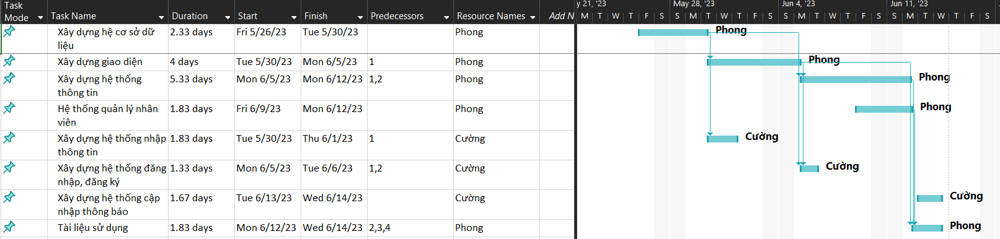 Task Mode Task Name Duration Start Finish Predecessors Resource Names Add N
Xây dựng hệ cơ sở dữ liệu 2.33 days Fri 5/26/23 Tue 5/30/23 Phong
Xây dựng giao diện 4 days Tue 5/30/23 Mon 6/5/23 1 Phong
Xây dựng hệ thống thông tin 5.33 days Mon 6/5/23 Mon 6/12/23 1,2 Phong
Hệ thống quản lý nhân viên 1.83 days Fri 6/9/23 Mon 6/12/23 Phong
Xây dựng hệ thống nhập thông tin 1.83 days Tue 5/30/23 Thu 6/1/23 1 Cường
Xây dựng hệ thống đăng nhập, đăng ký 1.33 days Mon 6/5/23 Tue 6/6/23 1,2 Cường
Xây dựng hệ thống cập nhập thông báo 1.67 days Tue 6/13/23 Wed 6/14/23 Cường
Tài liệu sử dụng 1.83 days Mon 6/12/23 Wed 6/14/23 2,3,4 Phong
y 21, '23 May 28, '23 Jun 4, '23 Jun 11, '23
M T W T F S S M T W T F S S M T W T F S S M T W T F S
Phong
Phong
Phong
Phong
Cường
Cường
Cường
Phong